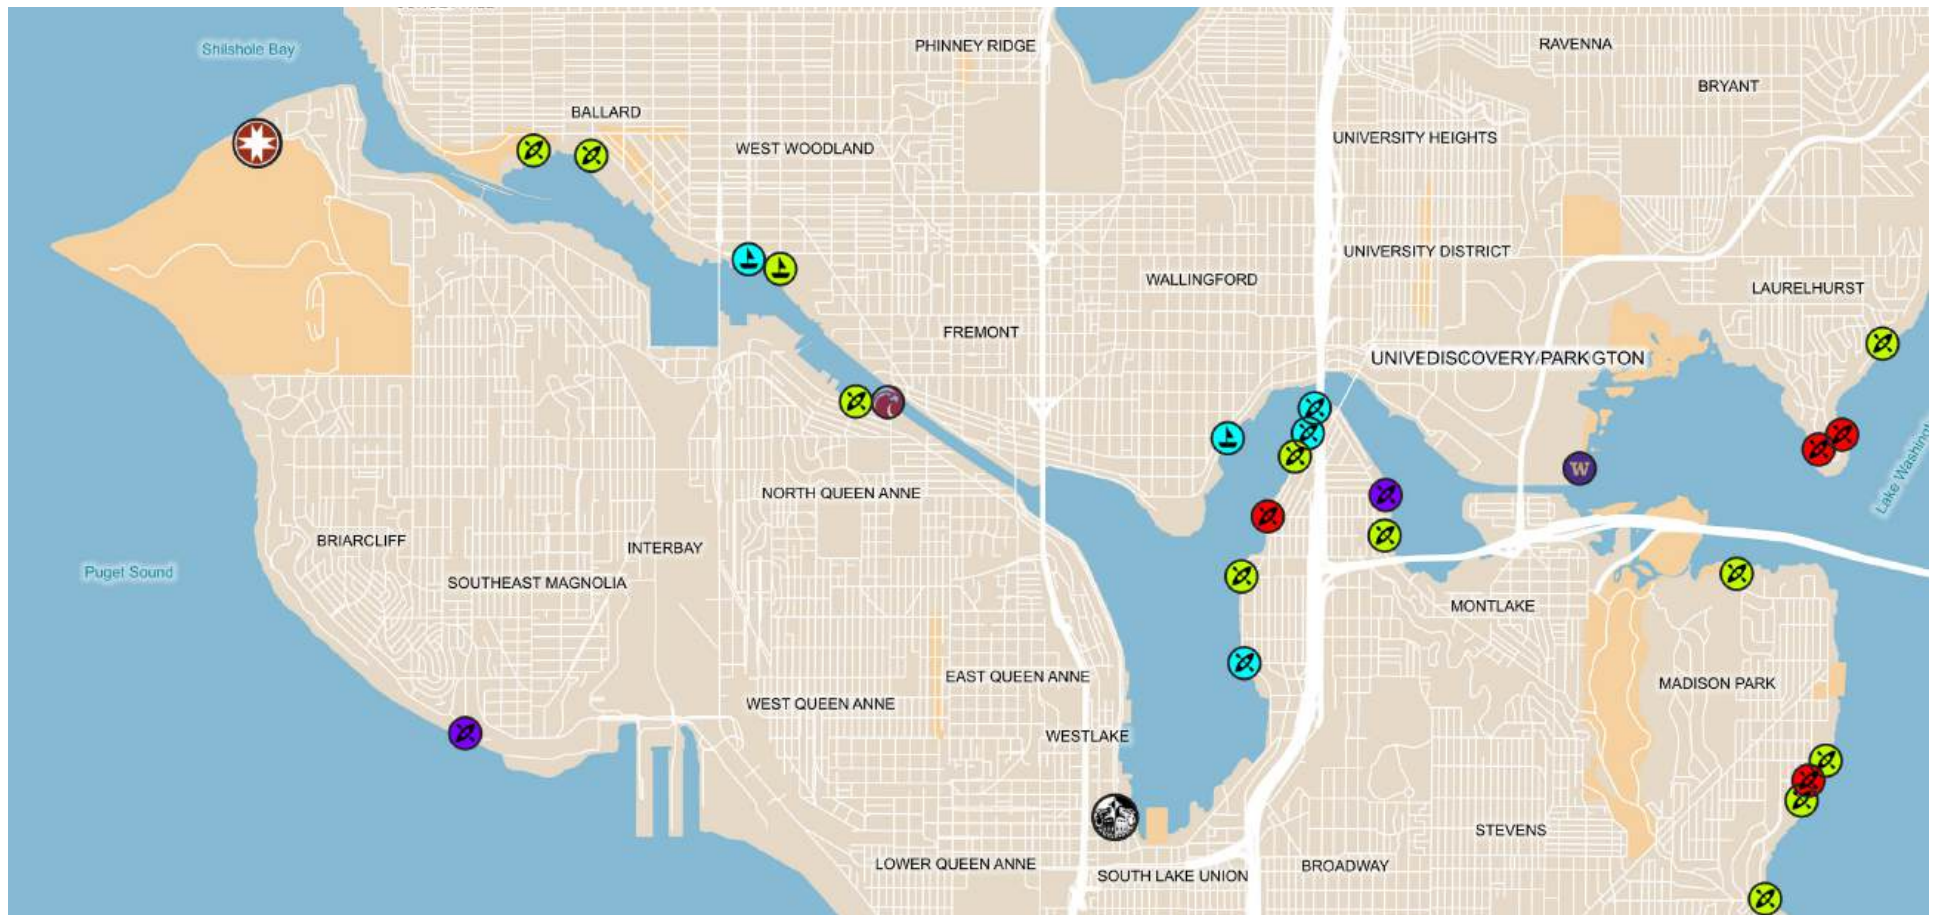 Shilshole Bay
PHINNEY RIDGE
RAVENNA
BRYANT
BALLARD
WEST WOODLAND
UNIVERSITY HEIGHTS
UNIVERSITY DISTRICT
WALLINGFORD
LAURELHURST
FREMONT
UNIVEDISCOVERY PARKGTON
W
Lake Washingt
NORTH QUEEN ANNE
BRIARCLIFF
INTERBAY
Puget Sound
SOUTHEAST MAGNOLIA
MONTLAKE
EAST QUEEN ANNE
MADISON PARK
WEST QUEEN ANNE
WESTLAKE
STEVENS
LOWER QUEEN ANNE
BROADWAY
SOUTH LAKE UNION